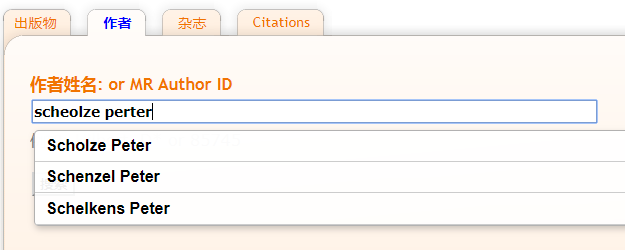 出版物
作者
杂志
Citations
作者姓名: or MR Author ID
scheolze perter
Scholze Peter
Schenzel Peter
Schelkens Peter